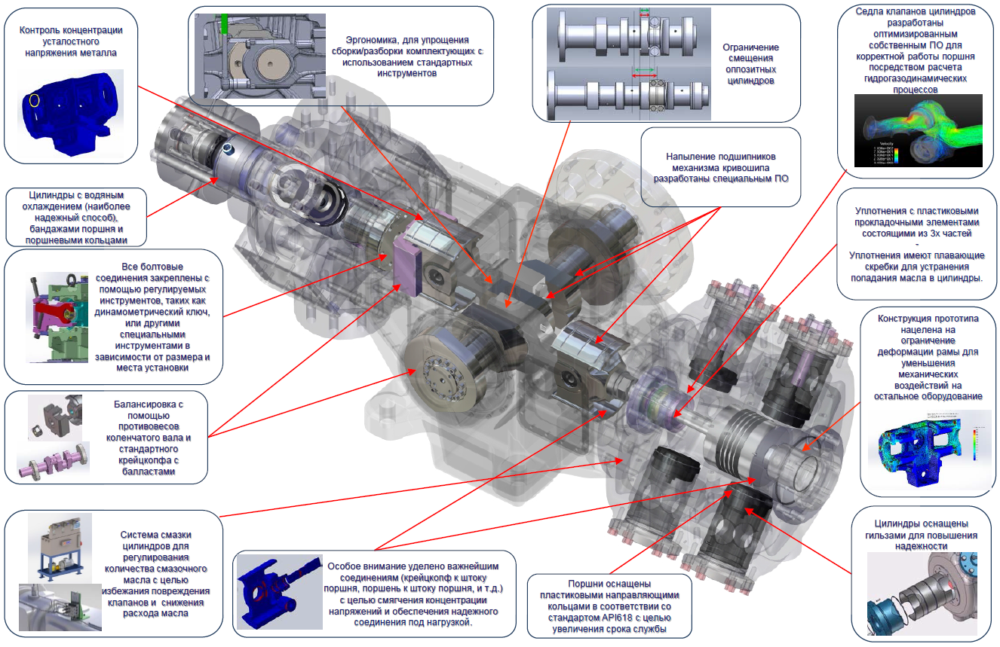 Контроль концентрации
усталостного
напряжения металла
Эргономика, для упрощения
сборки/разборки комплектующих с
использованием стандартных
инструментов
Ограничение
смещения
оппозитных
цилиндров
Седла клапанов цилиндров
разработаны
оптимизированным
собственным ПО для
корректной работы поршня
посредством расчета
гидрогазодинамических
процессов
Velocity
Напыление подшипников
механизма кривошипа
разработаны специальным ПО
Цилиндры с водяным
охлаждением (наиболее
надежный способ),
бандажами поршня и
поршневыми кольцами
Уплотнения с пластиковыми
прокладочными элементами
состоящими из 3х частей
-
Уплотнения имеют плавающие
скребки для устранения
попадания масла в цилиндры.
Все болтовые
соединения закреплены с
помощью регулируемых
инструментов, таких как
динамометрический ключ,
или другими
специальными
инструментами в
зависимости от размера и
места установки
Конструкция прототипа
нацелена на
ограничение
деформации рамы для
уменьшения
механических
воздействий на
остальное оборудование
Балансировка с
помощью
противовесов
коленчатого вала и
стандартного
крейцкопфа с
балластами
Система смазки
цилиндров для
регулирования
количества смазочного
масла с целью
избежания повреждения
клапанов и снижения
расхода масла
Особое внимание уделено важнейшим
соединениям (крейцкопф к штоку
поршня, поршень к штоку поршня, и т.д.)
с целью смягчения концентрации
напряжений и обеспечения надежного
соединения под нагрузкой.
Поршни оснащены
пластиковыми направляющими
кольцами в соответствии со
стандартом API618 с целью
увеличения срока службы
Цилиндры оснащены
гильзами для повышения
надежности